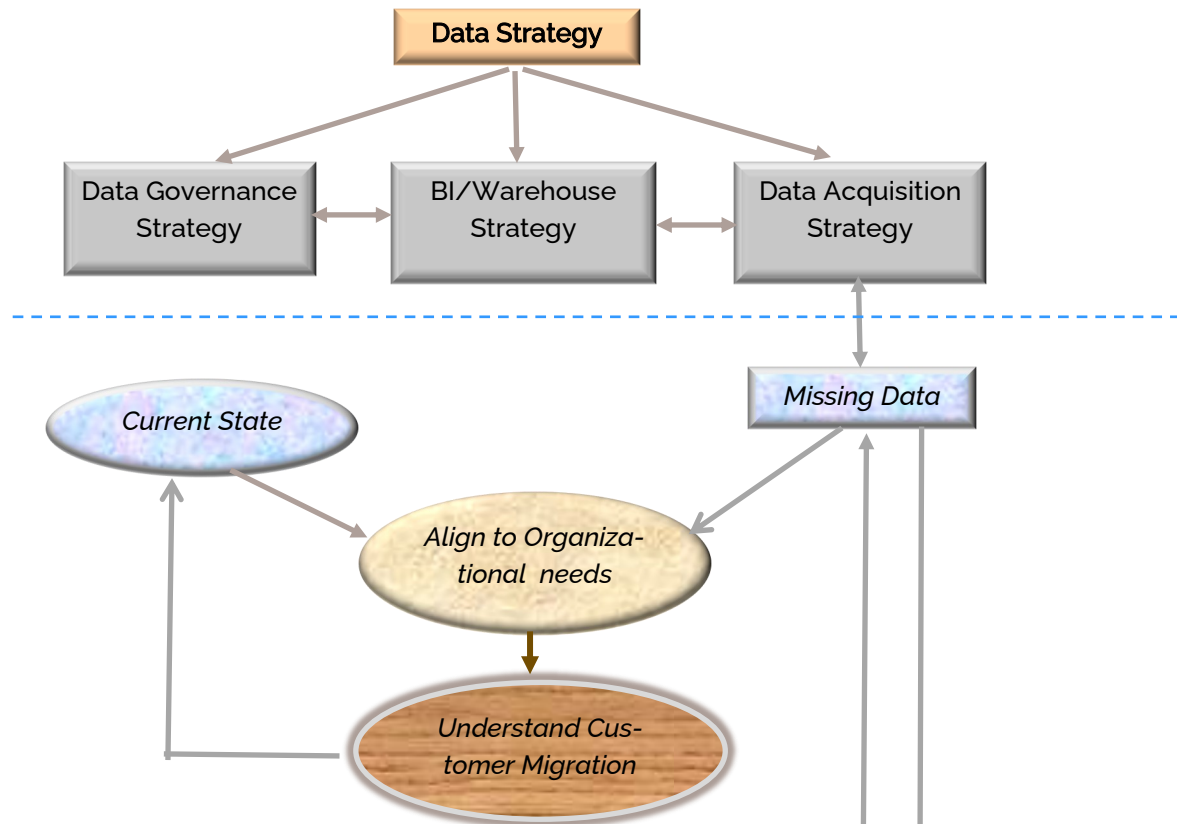 Data Strategy
Data Governance
Strategy
BI/Warehouse
Strategy
Data Acquisition
Strategy
Missing Data
Current State
Align to Organiza-
tional needs
Understand Cus-
tomer Migration